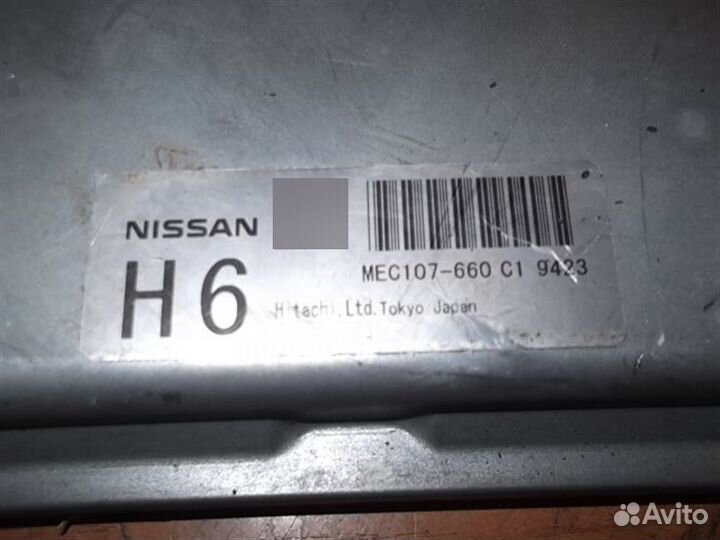 NISSAN
MEC107-660 C1 9423
H6
Hitachi,Ltd.Tokyo Japan
Avito